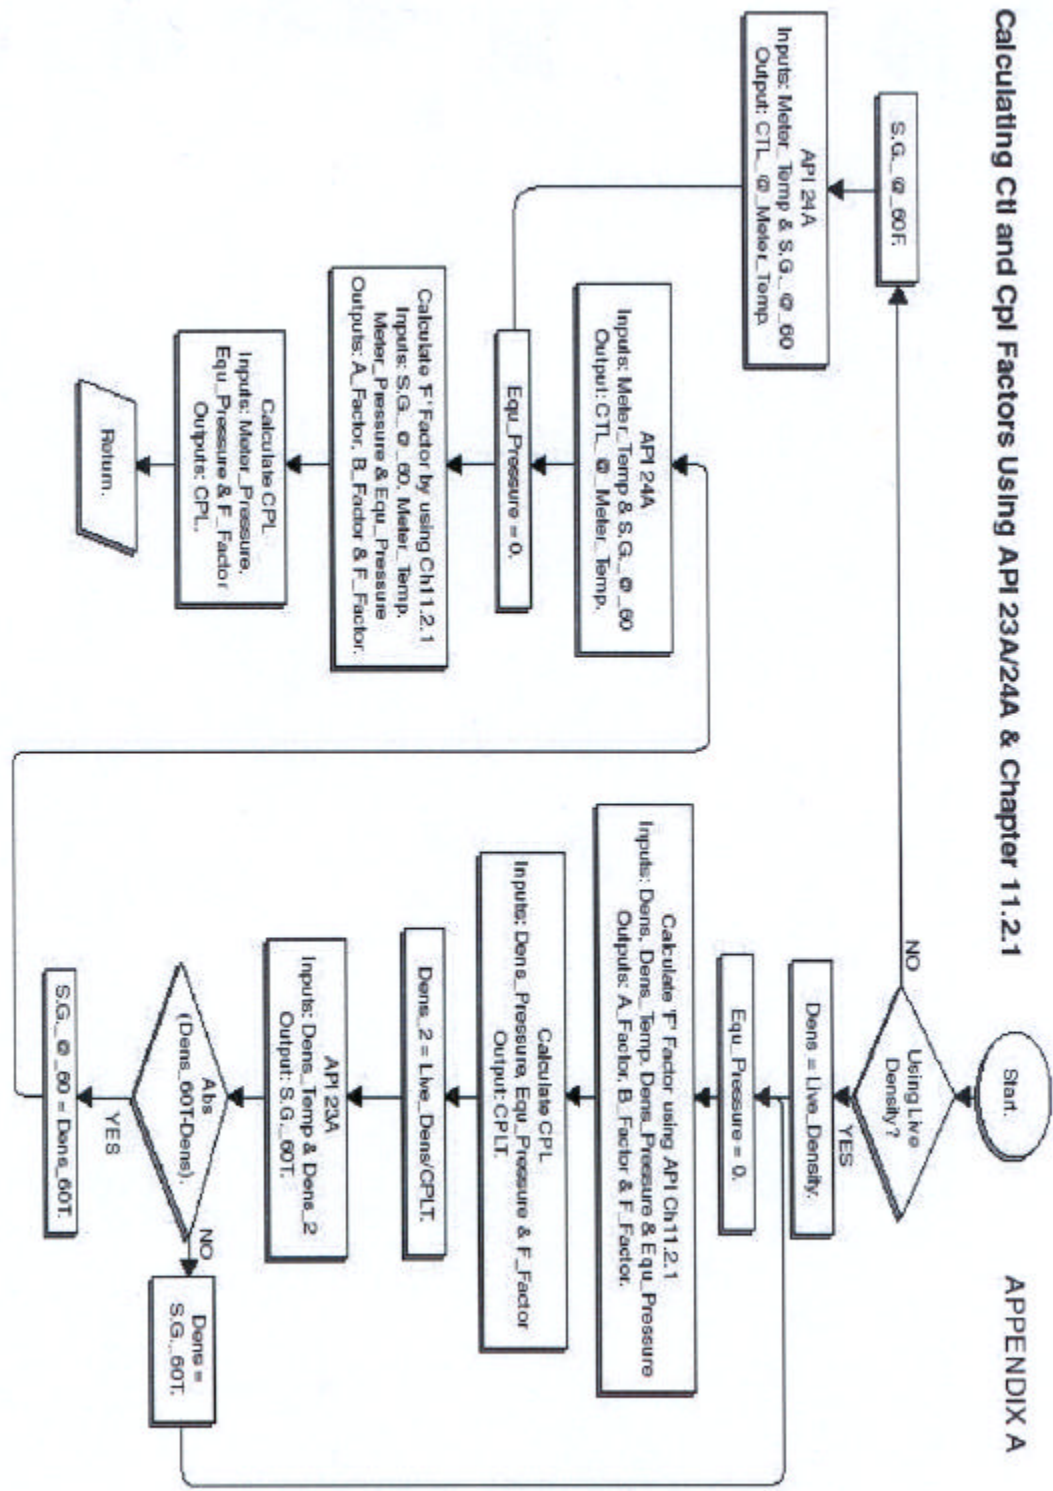 Calculating Ctl and Cpl Factors Using API 23A/24A & Chapter 11.2.1
APPENDIX A
Start.
Using Live
Density?
NO
YES
S.G._@_60F.
API 24A
Inputs: Meter_Temp & S.G._@_60
Output: CTL_@_Meter_Temp.
Dens = Live_Density.
Equ_Pressure = 0.
Calculate 'F' Factor using API Ch11.2.1
Inputs: Dens, Dens_Temp, Dens_Pressure & Equ_Pressure
Outputs: A_Factor, B_Factor & F_Factor.
Calculate CPL
Inputs: Dens_Pressure, Equ_Pressure & F_Factor
Output: CPLT.
Dens_2 = Live_Dens/CPLT.
API 23A
Inputs: Dens_Temp & Dens_2
Output: S.G._60T.
Abs
(Dens_60T-Dens).
NO
YES
Dens =
S.G._60T.
S.G._@_60 = Dens_60T.
API 24A
Inputs: Meter_Temp & S.G._@_60
Output: CTL_@_Meter_Temp.
Equ_Pressure = 0.
Calculate 'F' Factor by using Ch11.2.1
Inputs: S.G._@_60, Meter_Temp.
Meter_Pressure & Equ_Pressure
Outputs: A_Factor, B_Factor & F_Factor.
Calculate CPL
Inputs: Meter_Pressure,
Equ_Pressure & F_Factor
Outputs: CPL.
Return.